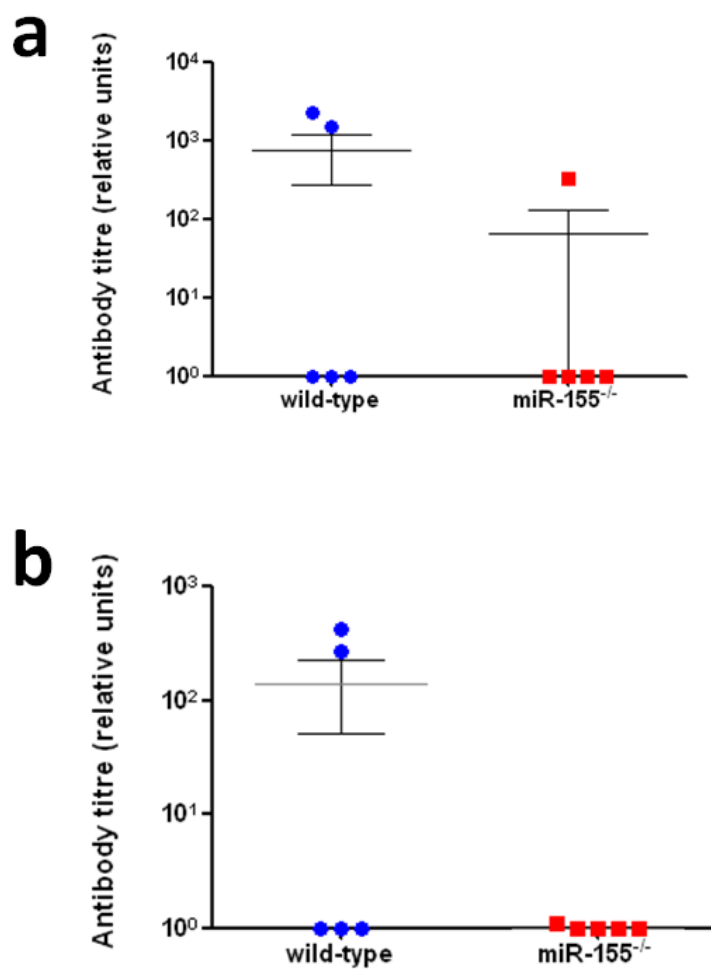 a
Antibody titre (relative units)
10⁴
10³
10²
10¹
10⁰
wild-type miR-155⁻/⁻
b
Antibody titre (relative units)
10³
10²
10¹
10⁰
wild-type miR-155⁻/⁻